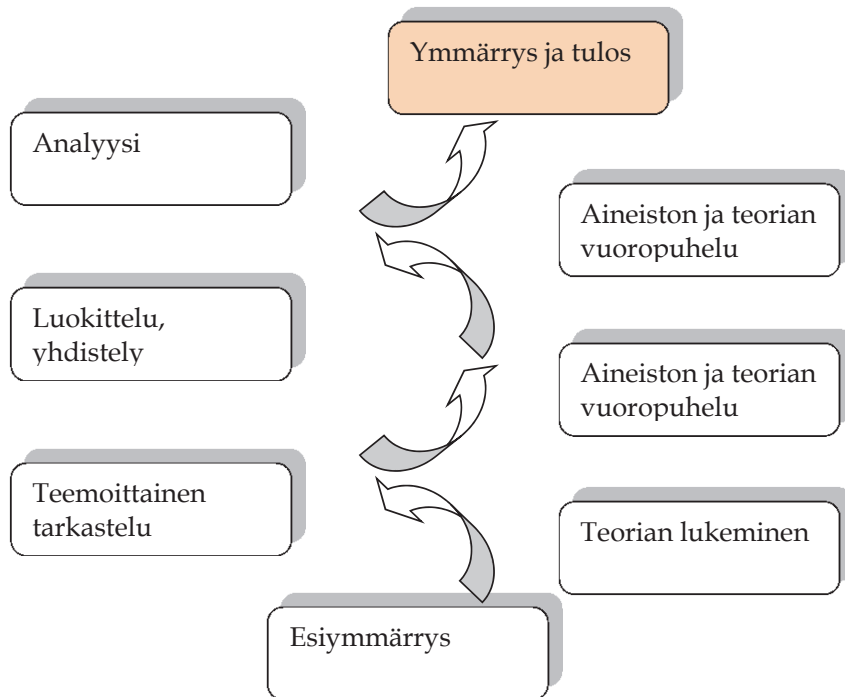 Ymmärrys ja tulos
Analyysi
Aineiston ja teorian
vuoropuhelu
Luokittelu,
yhdistely
Aineiston ja teorian
vuoropuhelu
Teemoittainen
tarkastelu
Teorian lukeminen
Esiymmärrys